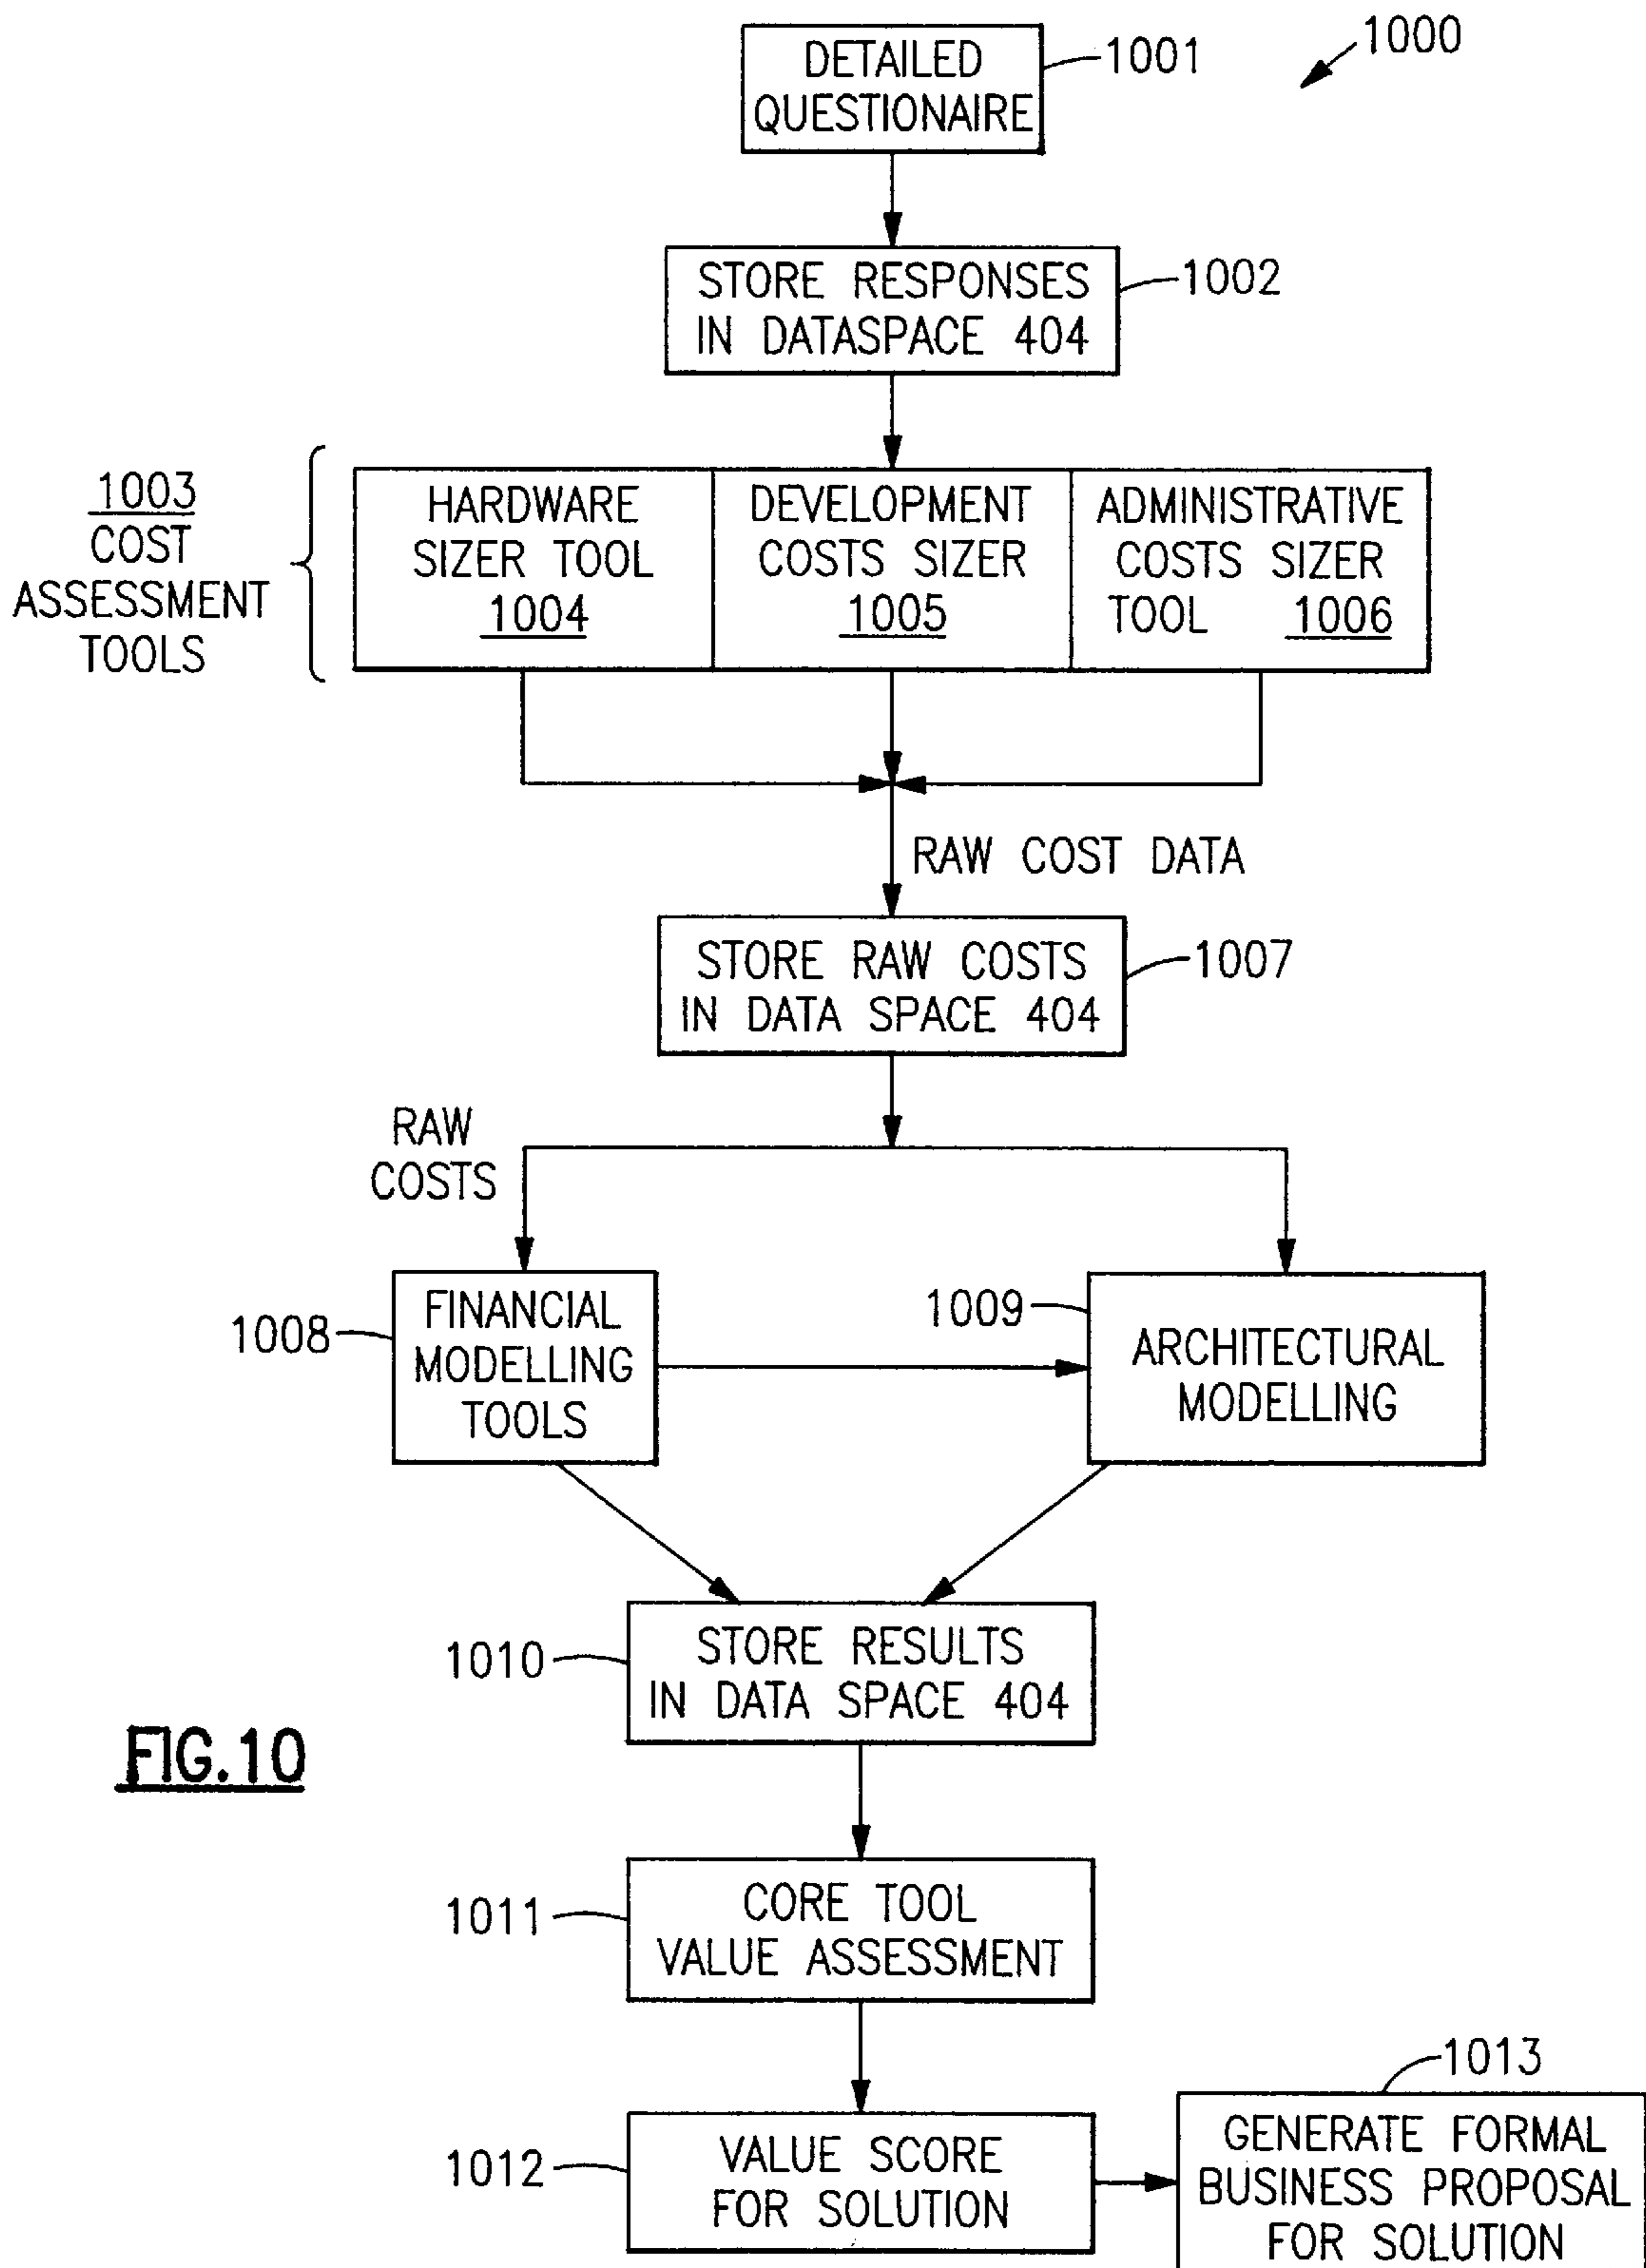 1000
DETAILED
QUESTIONAIRE
1001
STORE RESPONSES
IN DATASPACE 404
1002
1003
COST
ASSESSMENT
TOOLS
HARDWARE
SIZER TOOL
1004
DEVELOPMENT
COSTS SIZER
1005
ADMINISTRATIVE
COSTS SIZER
TOOL 1006
RAW COST DATA
STORE RAW COSTS
IN DATA SPACE 404
1007
RAW
COSTS
1008
FINANCIAL
MODELLING
TOOLS
1009
ARCHITECTURAL
MODELLING
1010
STORE RESULTS
IN DATA SPACE 404
FIG.10
1011
CORE TOOL
VALUE ASSESSMENT
1012
VALUE SCORE
FOR SOLUTION
1013
GENERATE FORMAL
BUSINESS PROPOSAL
FOR SOLUTION